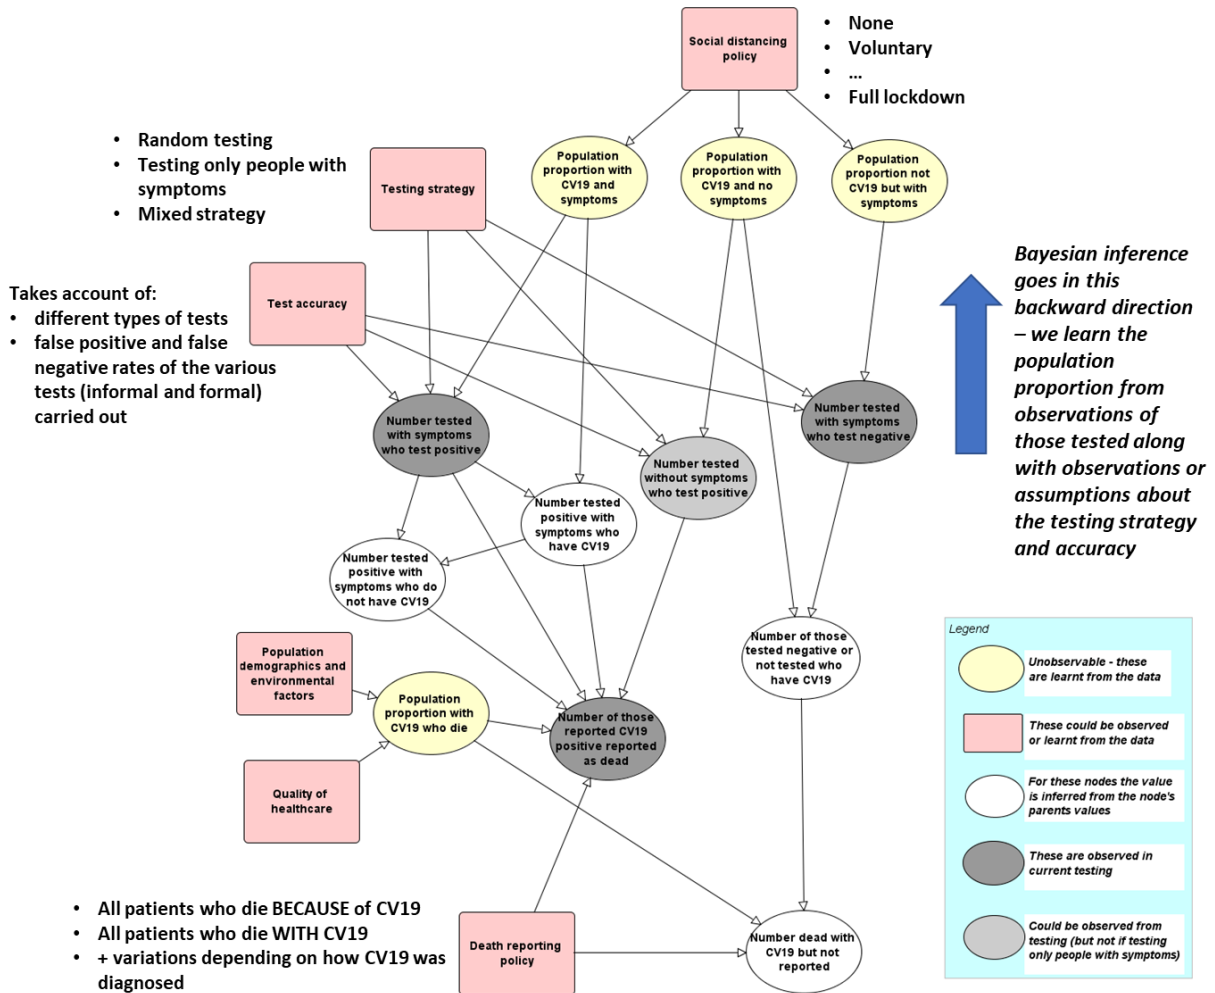 Social distancing
policy
• None
• Voluntary
• ...
• Full lockdown
• Random testing
• Testing only people with
symptoms
• Mixed strategy
Testing strategy
Population
proportion with
CV19 and
symptoms
Population
proportion with
CV19 and no
symptoms
Population
proportion not
CV19 but with
symptoms
Takes account of:
• different types of tests
• false positive and false
negative rates of the various
tests (informal and formal)
carried out
Test accuracy
Bayesian inference
goes in this
backward direction
– we learn the
population
proportion from
observations of
those tested along
with observations or
assumptions about
the testing strategy
and accuracy
Number tested
with symptoms
who test positive
Number tested
without symptoms
who test positive
Number tested
with symptoms
who test negative
Number tested
positive with
symptoms who
have CV19
Number tested
positive with
symptoms who do
not have CV19
Number of those
tested negative or
not tested who
have CV19
Population
demographics and
environmental
factors
Population
proportion with
CV19 who die
Number of those
reported CV19
positive reported
as dead
Quality of
healthcare
• All patients who die BECAUSE of CV19
• All patients who die WITH CV19
• + variations depending on how CV19 was
diagnosed
Death reporting
policy
Number dead with
CV19 but not
reported
Legend
Unobservable - these
are learnt from the data
These could be observed
or learnt from the data
For these nodes the value
is inferred from the node's
parents values
These are observed in
current testing
Could be observed from
testing (but not if testing
only people with symptoms)